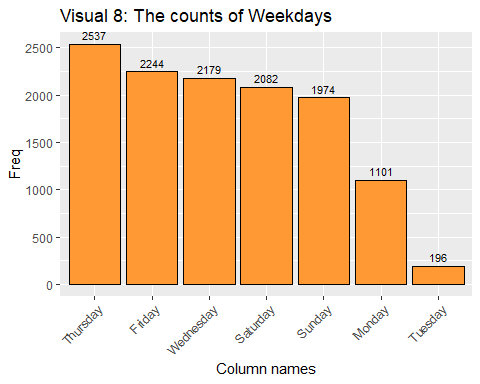 Visual 8: The counts of Weekdays
2537
2244
2179
2082
1974
1101
196
2500
2000
1500
1000
500
0
Freq
Thursday
Friday
Wednesday
Saturday
Sunday
Monday
Tuesday
Column names